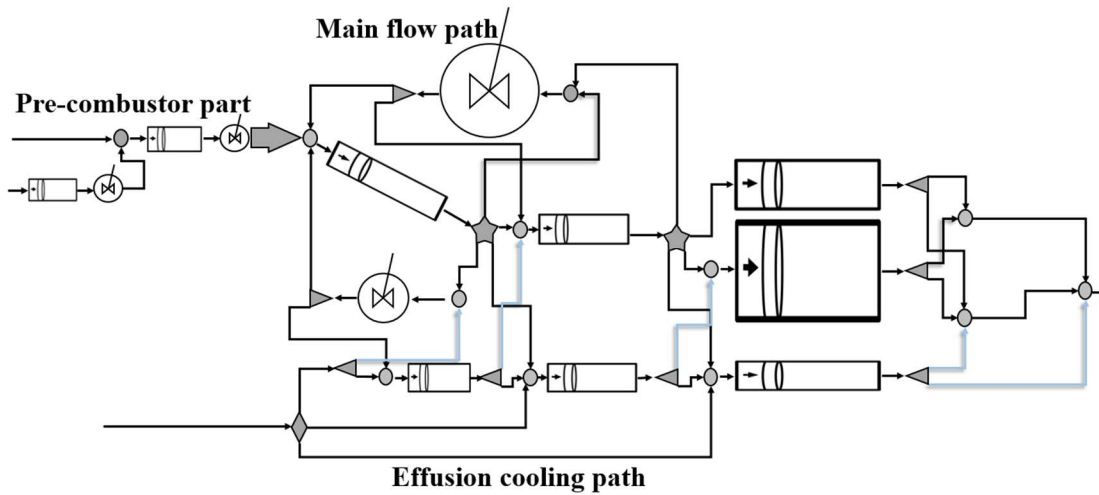 Main flow path
Pre-combustor part
Effusion cooling path